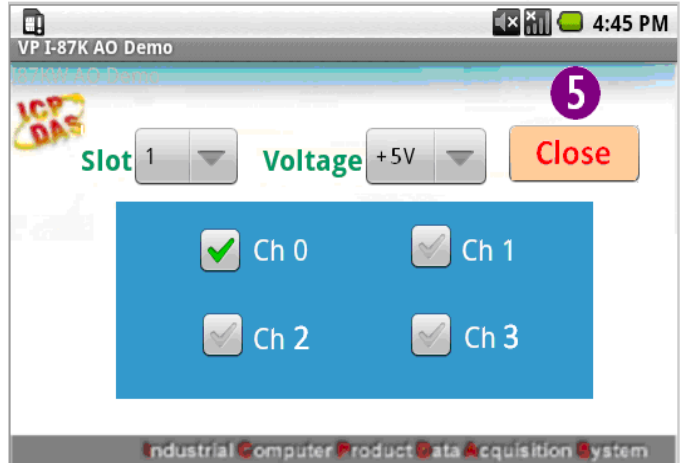 4:45 PM
VP I-87K AO Demo
ICP DAS
5
Slot 1 Voltage +5V Close
Ch 0 Ch 1
Ch 2 Ch 3
Industrial Computer Product Data Acquisition System